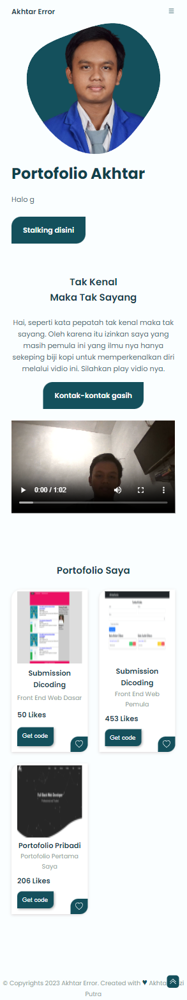 Akhtar Error
Portofolio Akhtar
Halo g
Stalking disini
Tak Kenal
Maka Tak Sayang
Hai, seperti kata pepatah tak kenal maka tak
sayang. Oleh karena itu izinkan saya yang
masih pemula ini yang ilmu nya hanya
sekeping biji kopi untuk memperkenalkan diri
melalui vidio ini. Silahkan play vidio nya.
Kontak-kontak gasih
0:00 / 1:02
Portofolio Saya
Submission
Dicoding
Front End Web Dasar
50 Likes
Get code
Submission
Dicoding
Front End Web
Pemula
453 Likes
Get code
Full Stack Web Developer
Portofolio Pribadi
Portofolio Pertama
Saya
206 Likes
Get code
© Copyrights 2023 Akhtar Error. Created with ♥
Putra